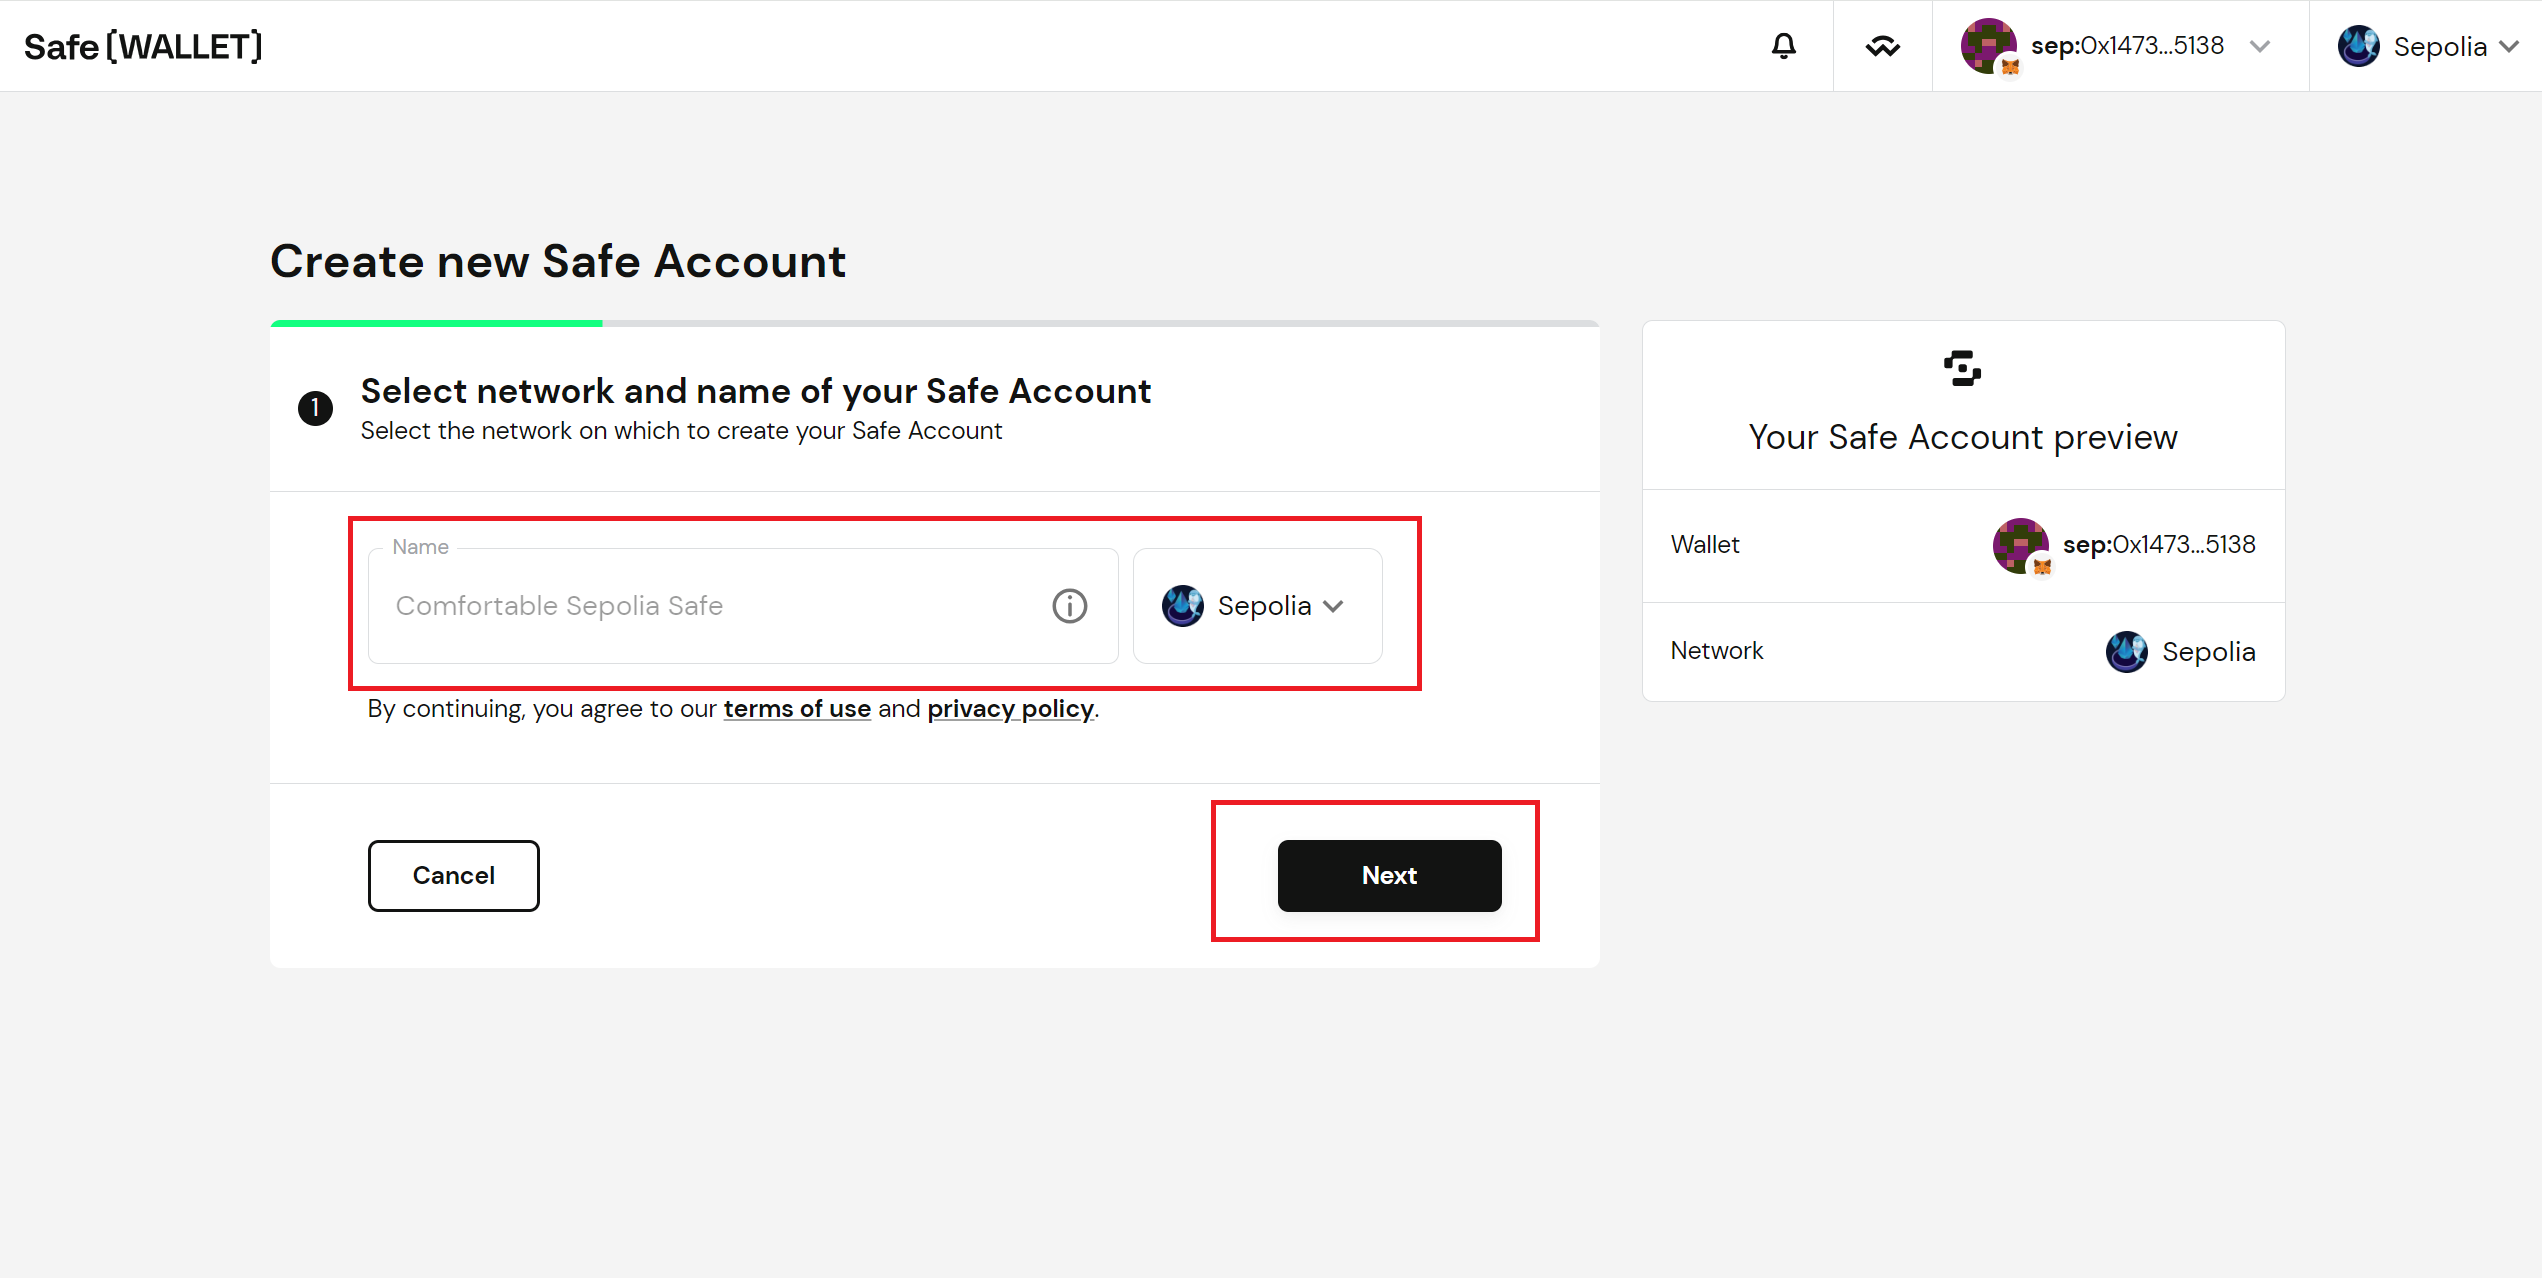 Safe[WALLET]
sep:0x1473...5138
Sepolia
Create new Safe Account
1
Select network and name of your Safe Account
Select the network on which to create your Safe Account
Name
Comfortable Sepolia Safe
Sepolia
By continuing, you agree to our terms of use and privacy policy.
Cancel
Next
Your Safe Account preview
Wallet
sep:0x1473...5138
Network
Sepolia